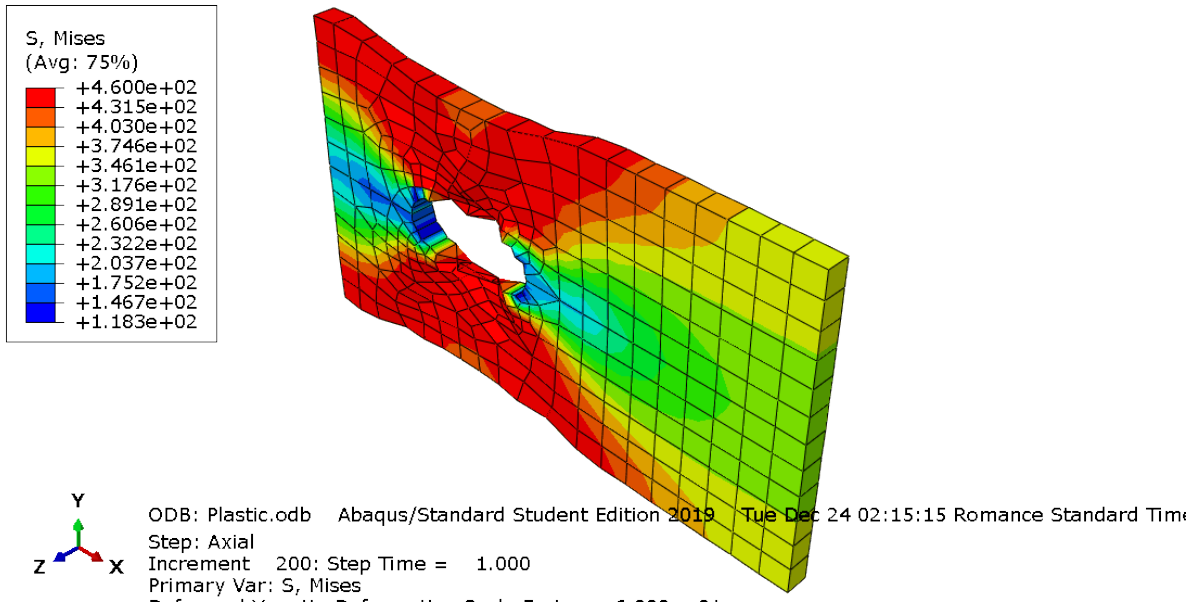 S, Mises
(Avg: 75%)
+4.600e+02
+4.315e+02
+4.030e+02
+3.746e+02
+3.461e+02
+3.176e+02
+2.891e+02
+2.606e+02
+2.322e+02
+2.037e+02
+1.752e+02
+1.467e+02
+1.183e+02
Y
Z X
ODB: Plastic.odb Abaqus/Standard Student Edition 2019 Tue Dec 24 02:15:15 Romance Standard Time
Step: Axial
Increment 200: Step Time = 1.000
Primary Var: S, Mises